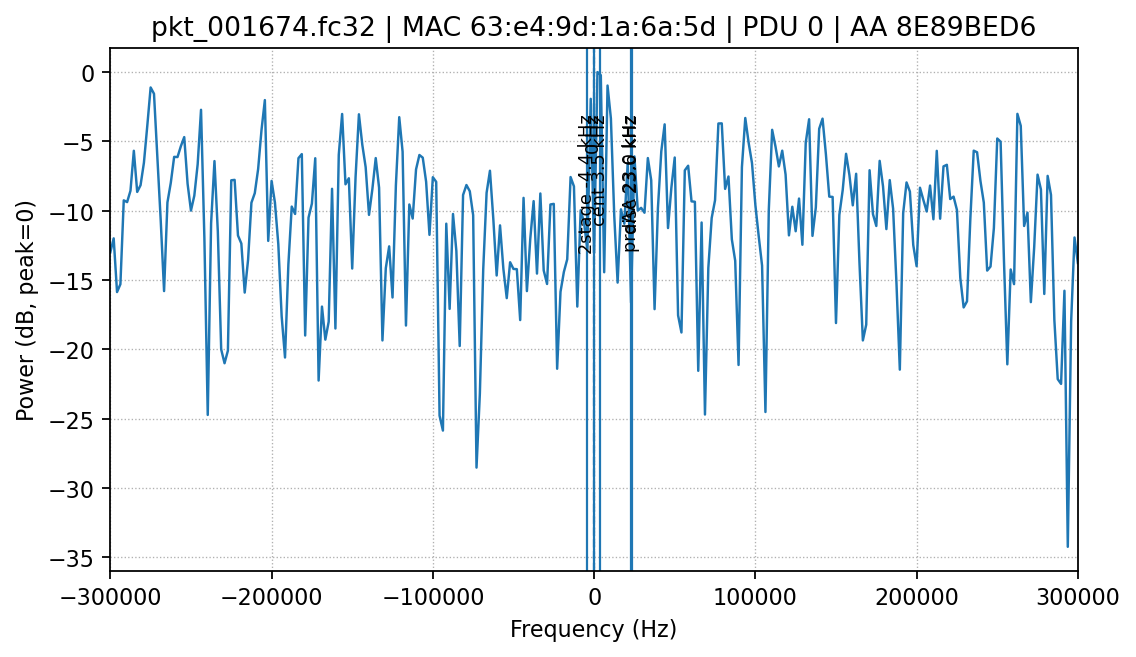 pkt_001674.fc32 | MAC 63:e4:9d:1a:6a:5d | PDU 0 | AA 8E89BED6
Power (dB, peak=0)
0
−5
−10
−15
−20
−25
−30
−35
2stage -4.4 kHz
cent 3.5 kHz
23.0 kHz
−300000
−200000
−100000
0
100000
200000
300000
Frequency (Hz)